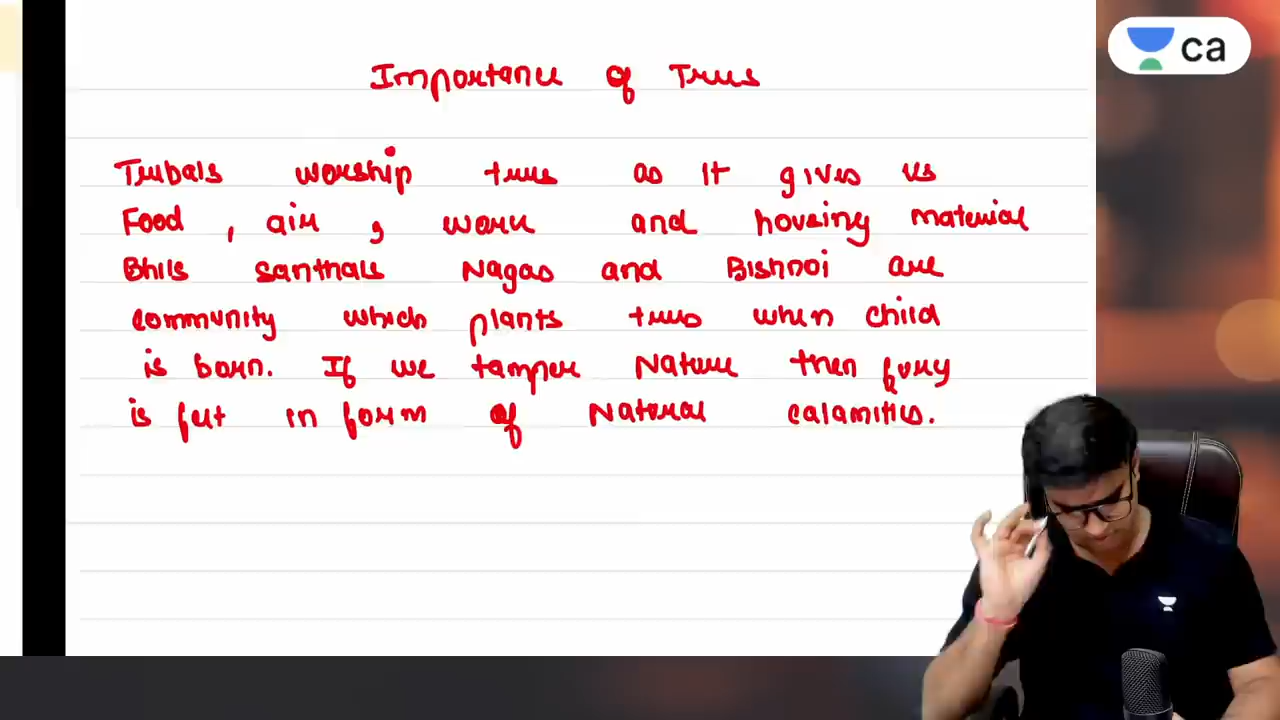 Importance of Trees
ca
Tribals worship trees as it gives us
Food, air, work and housing material
Bhils santhals Nagas and Bishnoi are
community which plants trees when child
is born. If we tamper Nature then fury
is felt in form of Natural calamities.